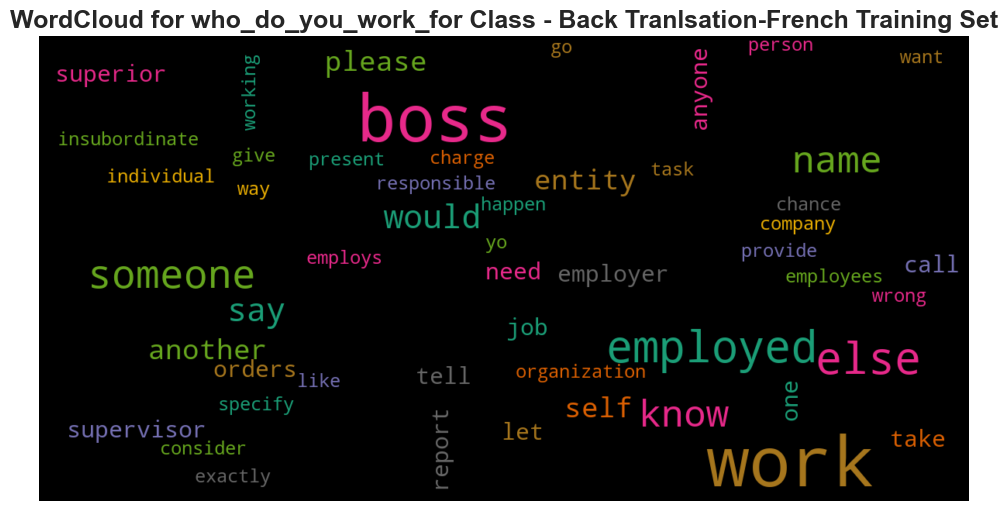 WordCloud for who_do_you_work_for Class - Back Tranlsation-French Training Set
go
person
want
superior
working
please
anyone
boss
insubordinate
give
present
charge
name
individual
way
responsible
entity
task
would
happen
chance
company
yo
provide
employs
someone
need
employer
employees
call
wrong
say
job
another
employed
else
orders
like
tell
organization
specify
self
know
one
supervisor
consider
report
let
take
exactly
work